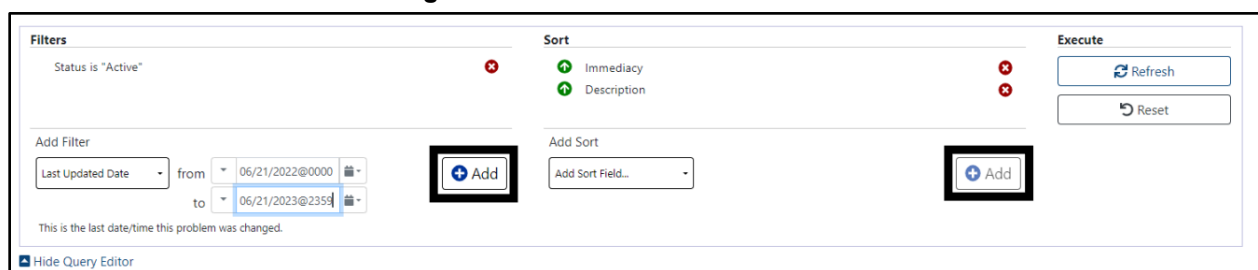 Filters
Status is "Active"
Sort
Immediacy
Description
Execute
Refresh
Reset
Add Filter
Last Updated Date from 06/21/2022@0000 Add
to 06/21/2023@2359
This is the last date/time this problem was changed.
Add Sort
Add Sort Field... Add
Hide Query Editor